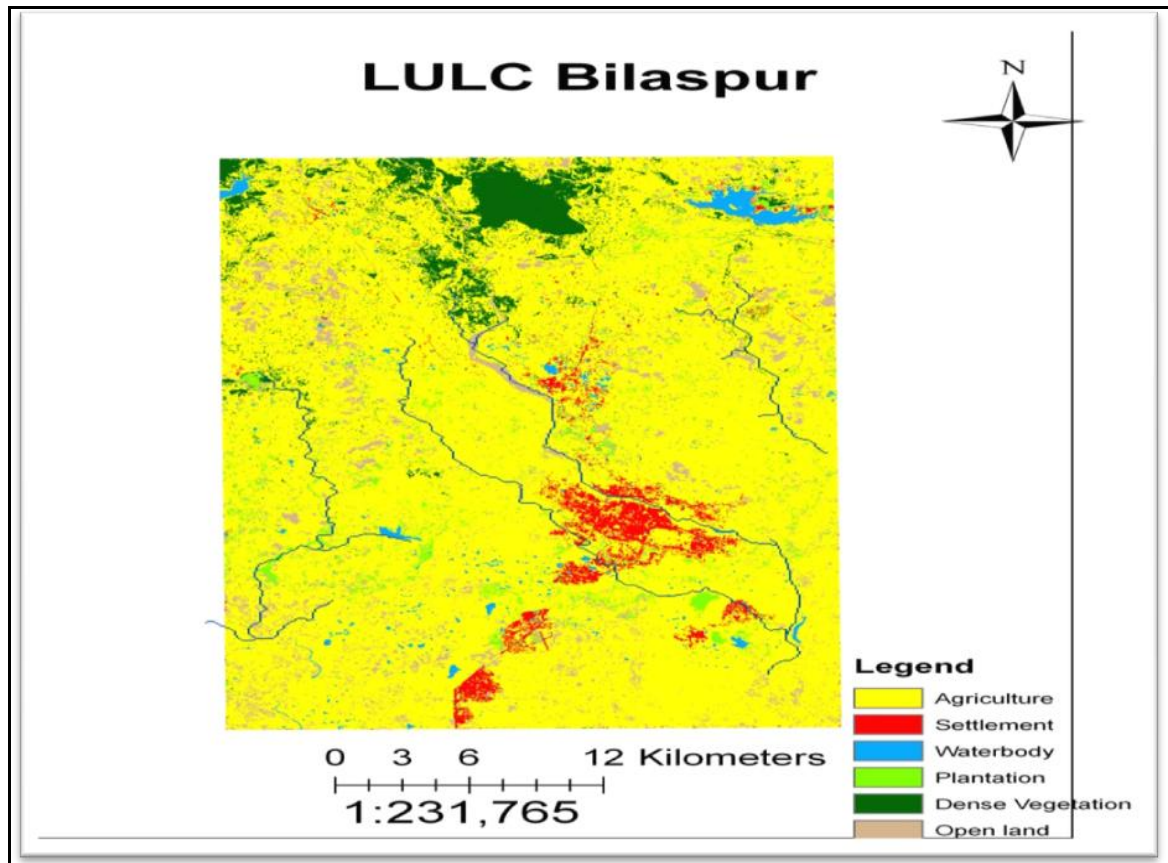 LULC Bilaspur
N
Legend
Agriculture
Settlement
Waterbody
Plantation
Dense Vegetation
Open land
0 3 6 12 Kilometers
1:231,765